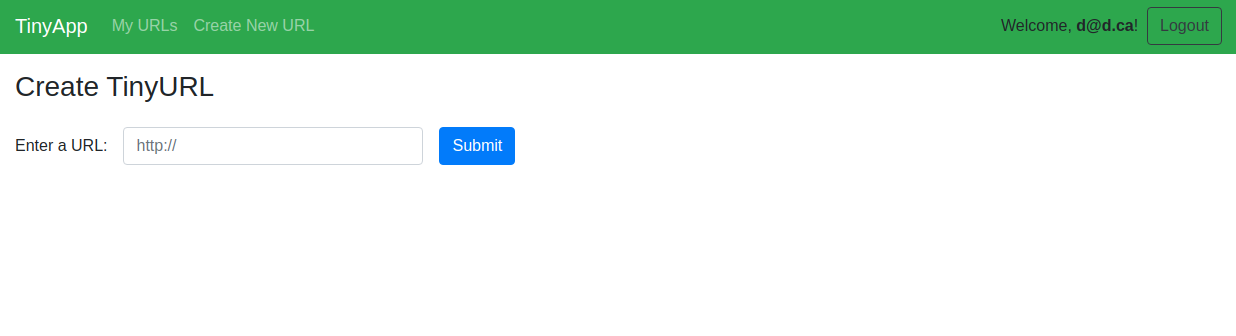 TinyApp My URLs Create New URL Welcome, d@d.ca! Logout
Create TinyURL
Enter a URL: http:// Submit